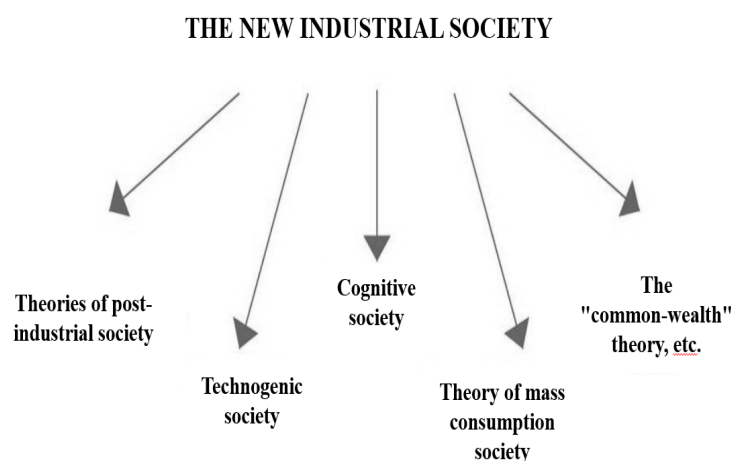 THE NEW INDUSTRIAL SOCIETY
Theories of post-
industrial society
Technogenic
society
Cognitive
society
Theory of mass
consumption
society
The
"common-wealth"
theory, etc.